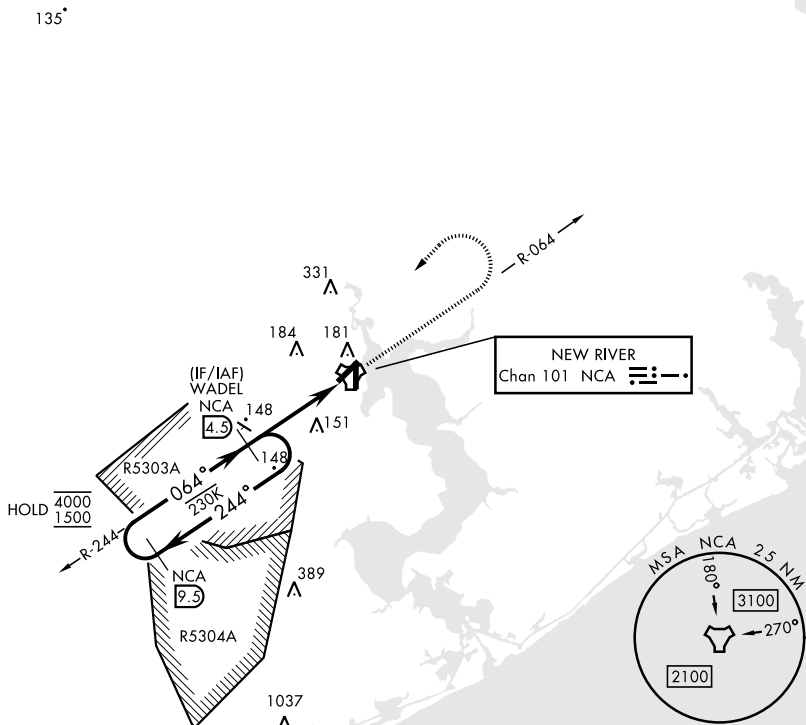 135
R-064
331
184
181
NEW RIVER
Chan 101 NCA
(IF/IAF)
WADEL
NCA
4.5
148
151
R5303A
148
064°
230K
244°
HOLD 4000
1500
R-244
NCA
9.5
389
R5304A
1037
MSA NCA 25 NM
180°
3100
270°
2100